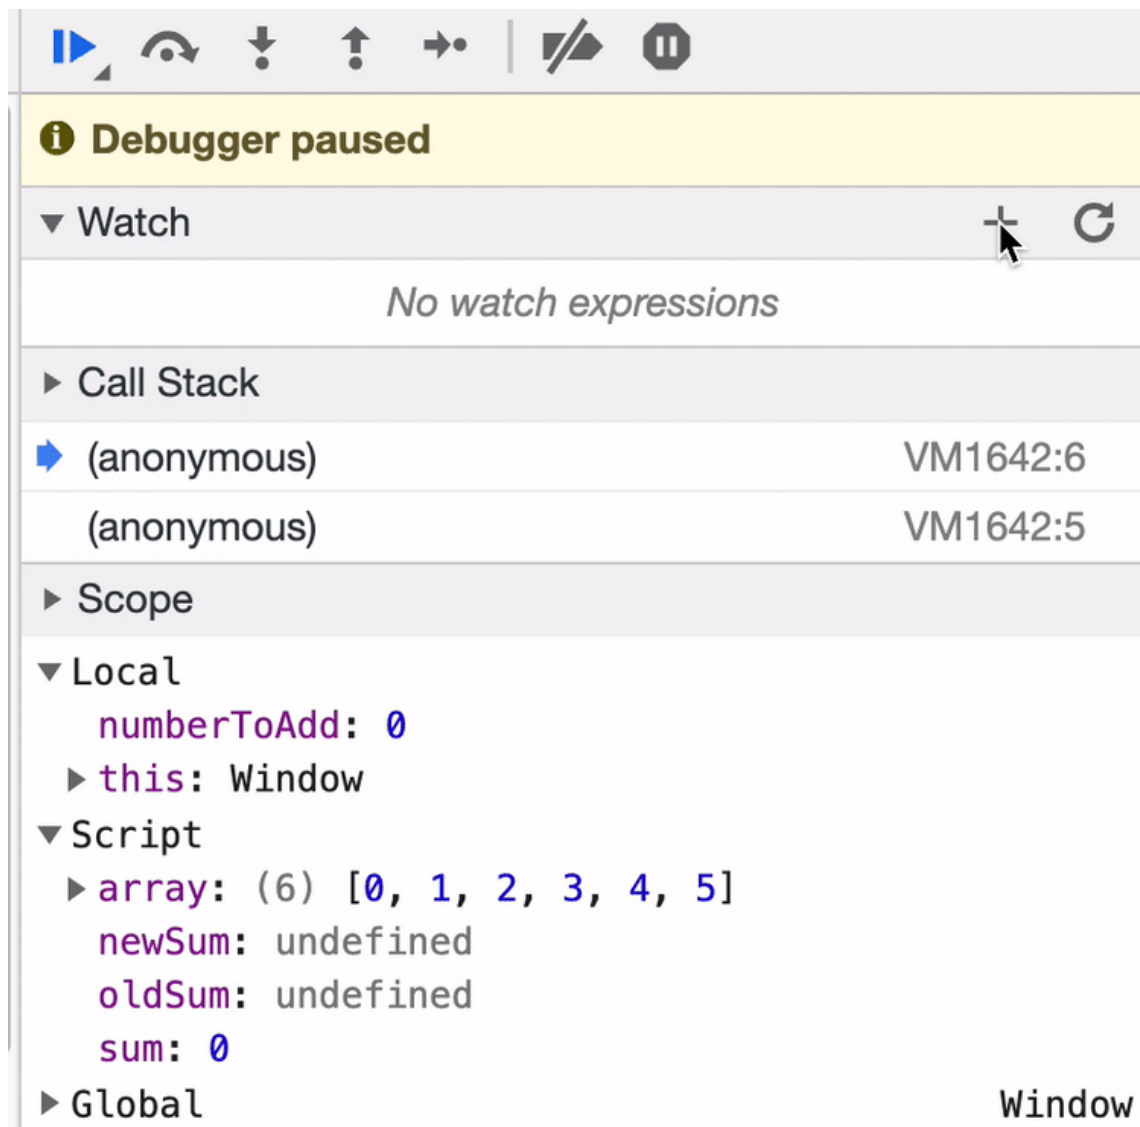 Debugger paused
Watch
No watch expressions
Call Stack
(anonymous) VM1642:6
(anonymous) VM1642:5
Scope
Local
numberToAdd: 0
this: Window
Script
array: (6) [0, 1, 2, 3, 4, 5]
newSum: undefined
oldSum: undefined
sum: 0
Global Window